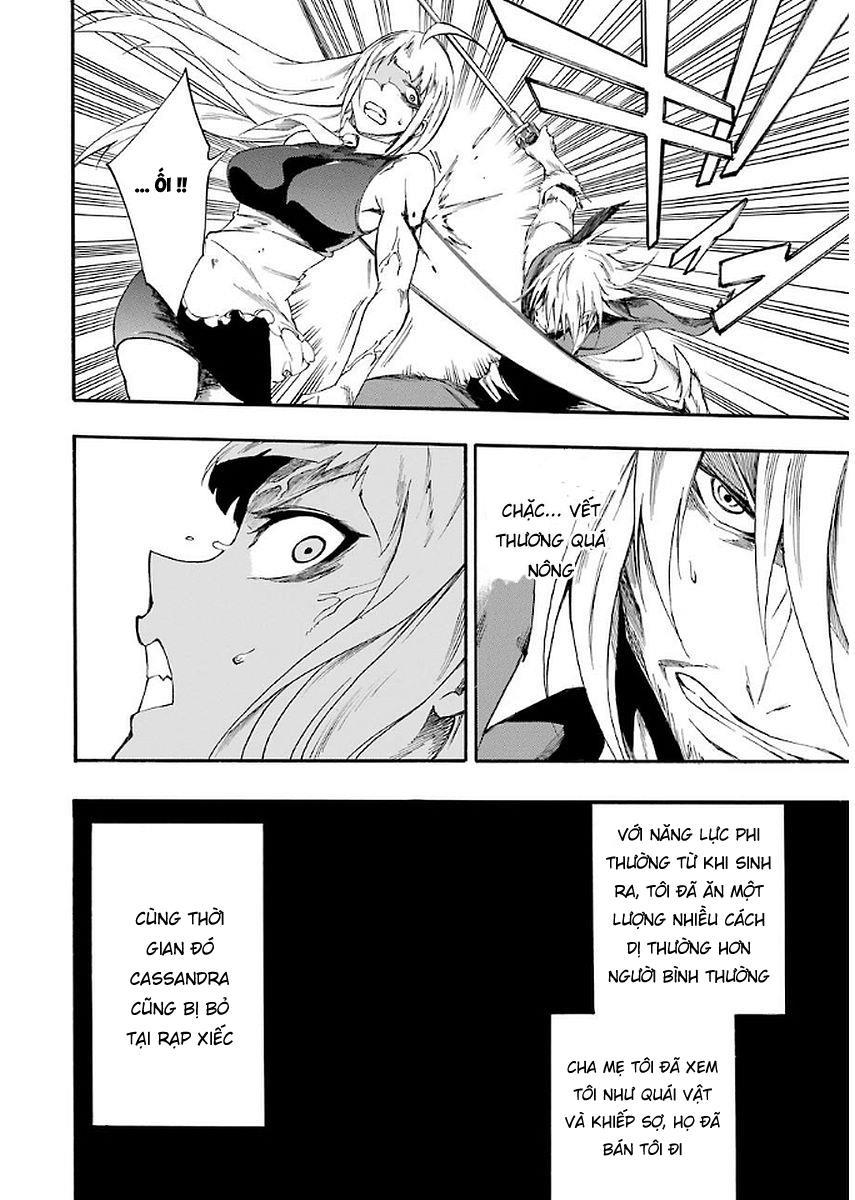 ... ỐI !!
CHẶC... VẾT
THƯƠNG QUÁ
NÔNG
VỚI NĂNG LỰC PHI
THƯỜNG TỪ KHI SINH
RA, TÔI ĐÃ ĂN MỘT
LƯỢNG NHIỀU CÁCH
DỊ THƯỜNG HƠN
NGƯỜI BÌNH THƯỜNG
CHA MẸ TÔI ĐÃ XEM
TÔI NHƯ QUÁI VẬT
VÀ KHIẾP SỢ, HỌ ĐÃ
BÁN TÔI ĐI
CÙNG THỜI
GIAN ĐÓ
CASSANDRA
CŨNG BỊ BỎ
TẠI RẠP XIẾC